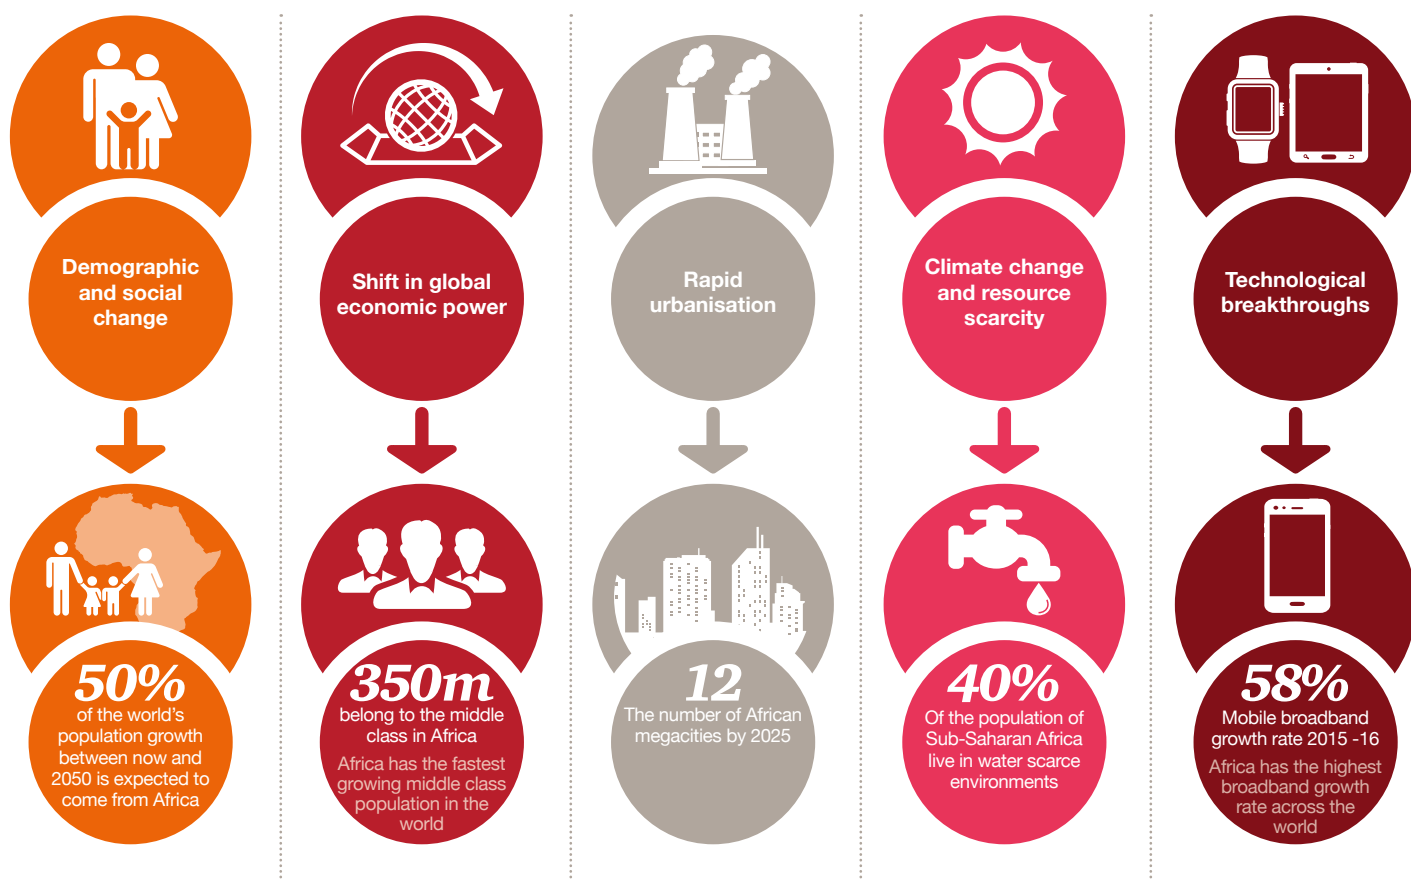 Demographic
and social
change
Shift in global
economic power
Rapid
urbanisation
Climate change
and resource
scarcity
Technological
breakthroughs
50%
of the world's
population growth
between now and
2050 is expected to
come from Africa
350m
belong to the middle
class in Africa
Africa has the fastest
growing middle class
population in the
world
12
The number of African
megacities by 2025
40%
Of the population of
Sub-Saharan Africa
live in water scarce
environments
58%
Mobile broadband
growth rate 2015 -16
Africa has the highest
broadband growth
rate across the
world